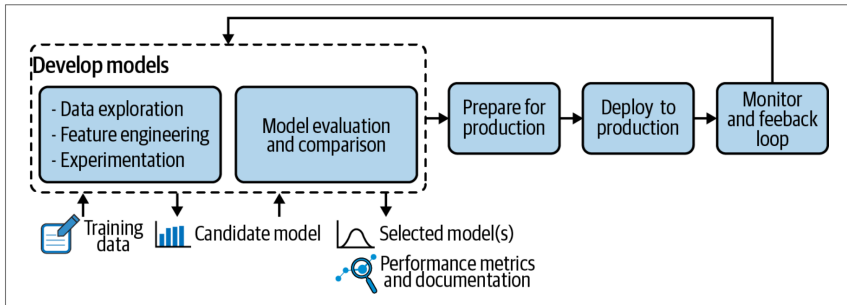 Develop models
- Data exploration
- Feature engineering
- Experimentation
Model evaluation
and comparison
Prepare for
production
Deploy to
production
Monitor
and feeback
loop
Training
data
Candidate model
Selected model(s)
Performance metrics
and documentation